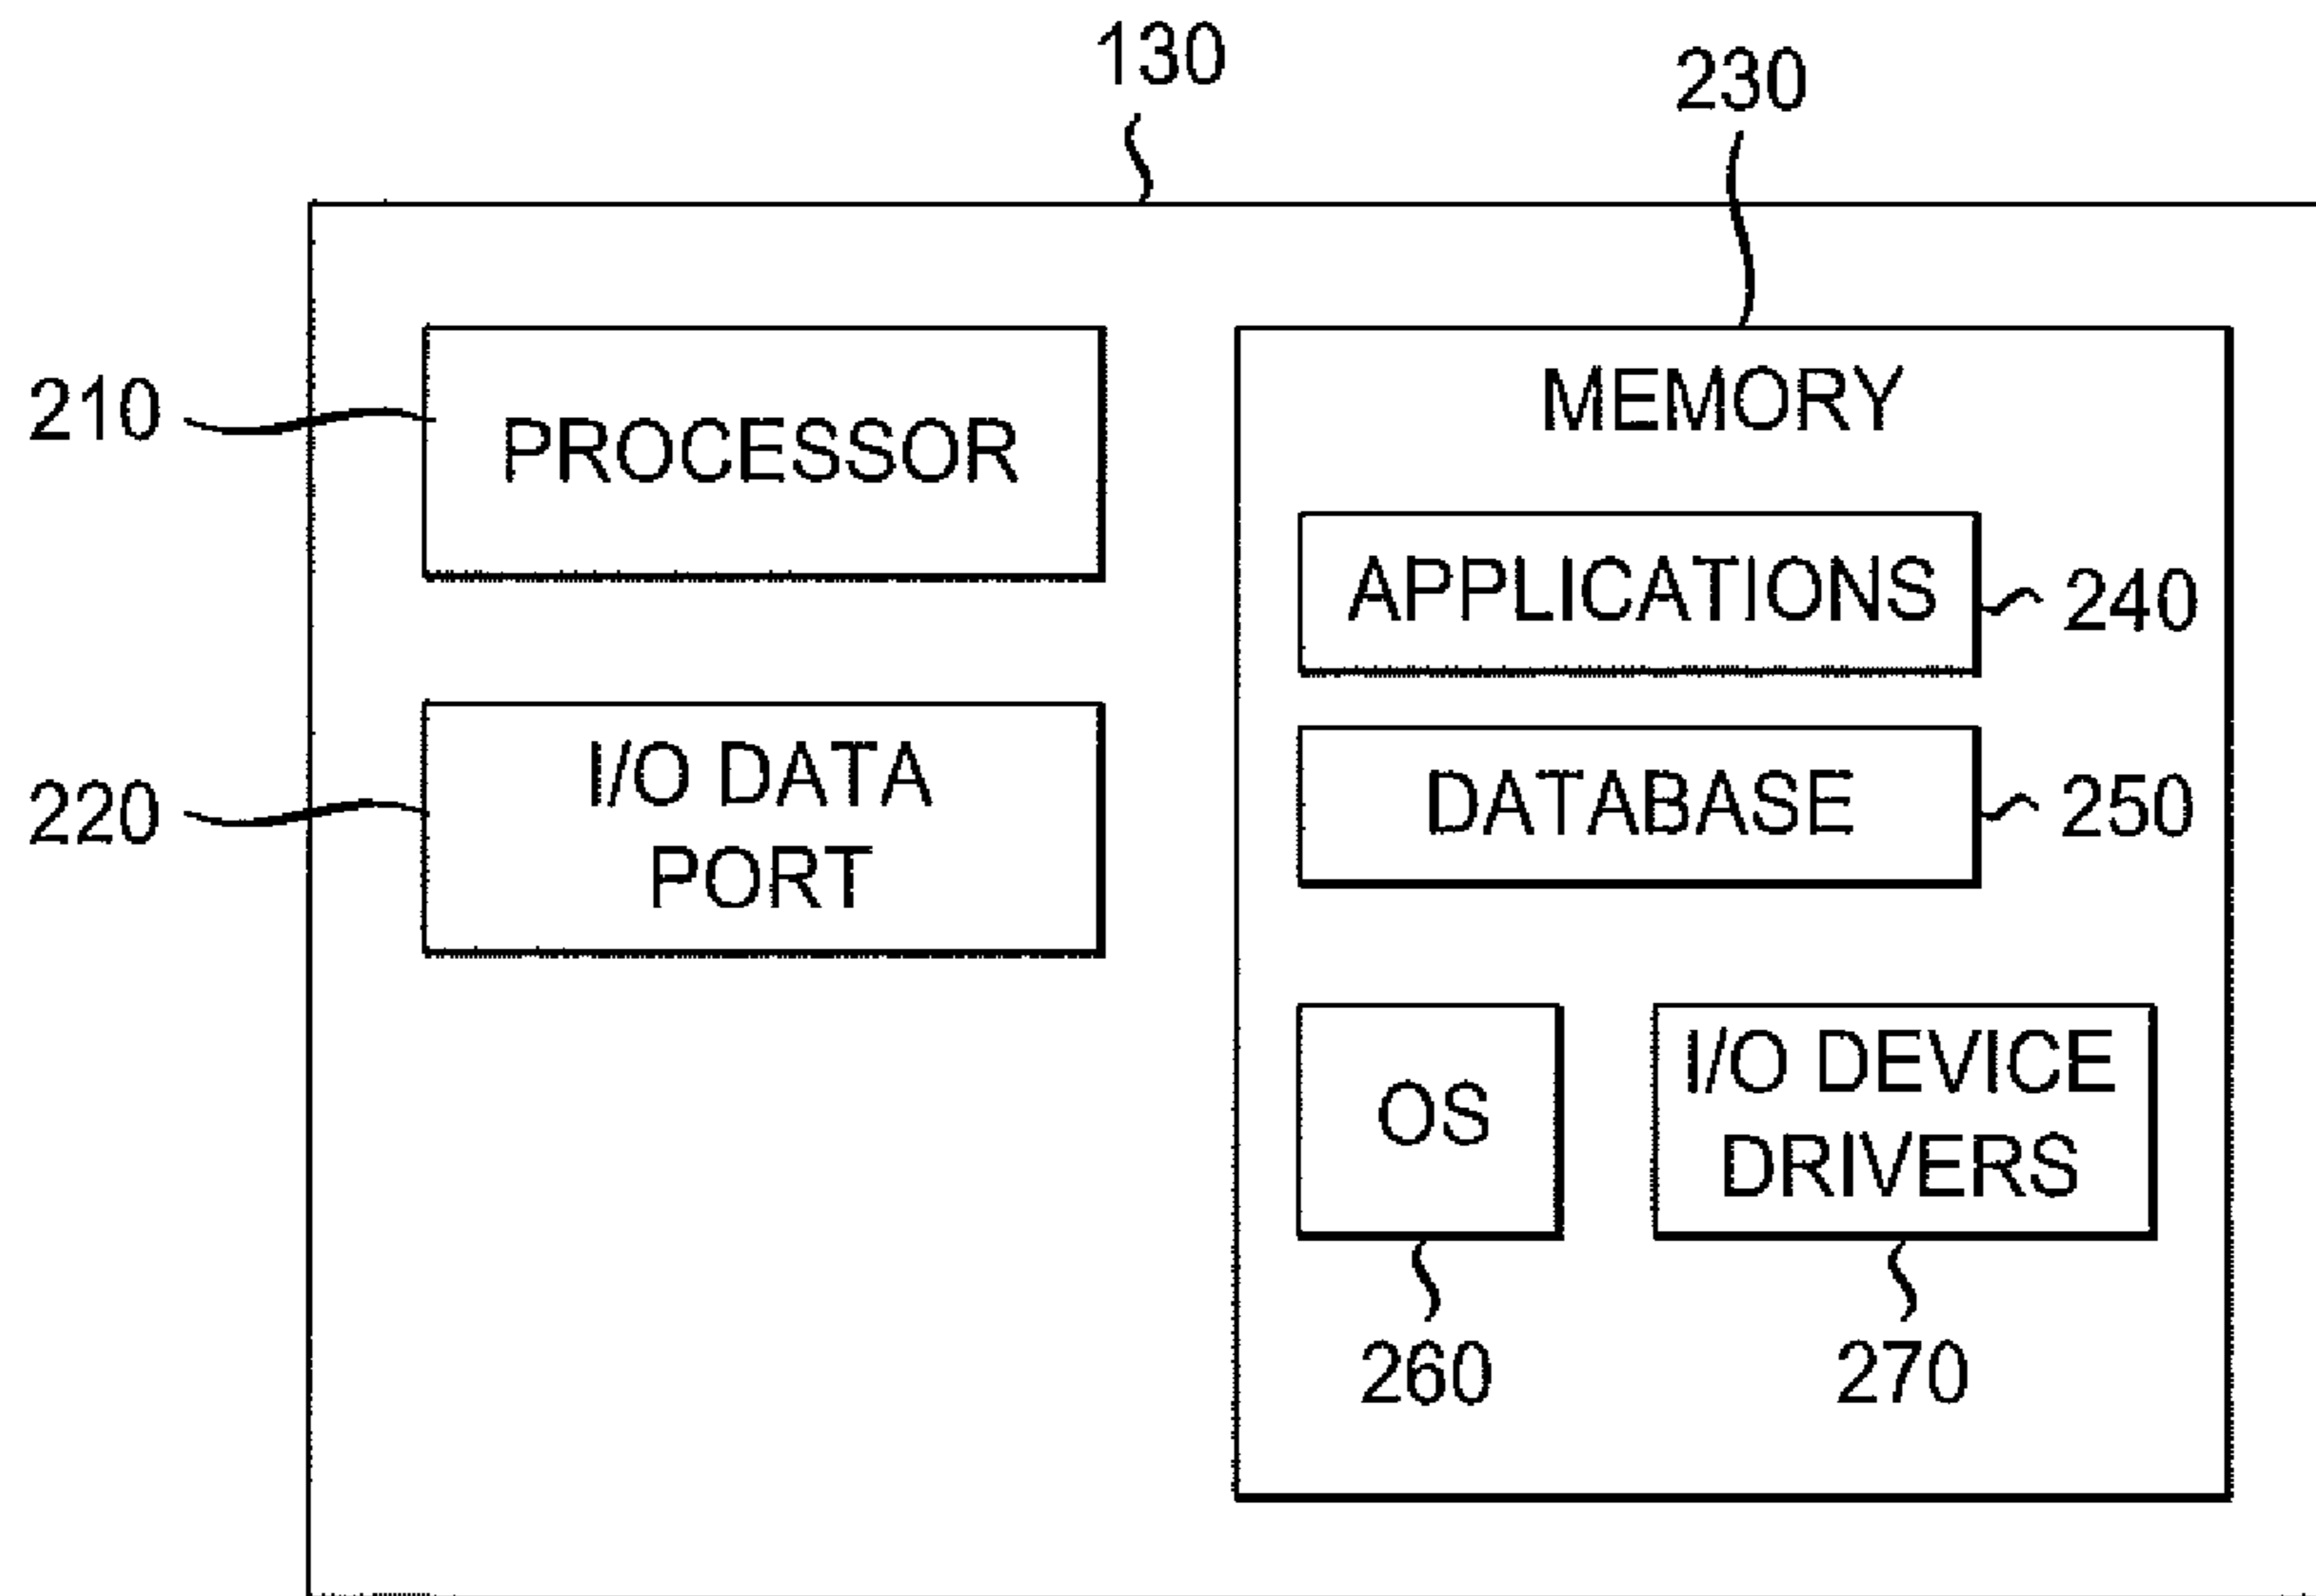 130
230
210
PROCESSOR
MEMORY
APPLICATIONS
240
220
I/O DATA
PORT
DATABASE
250
OS
I/O DEVICE
DRIVERS
260
270